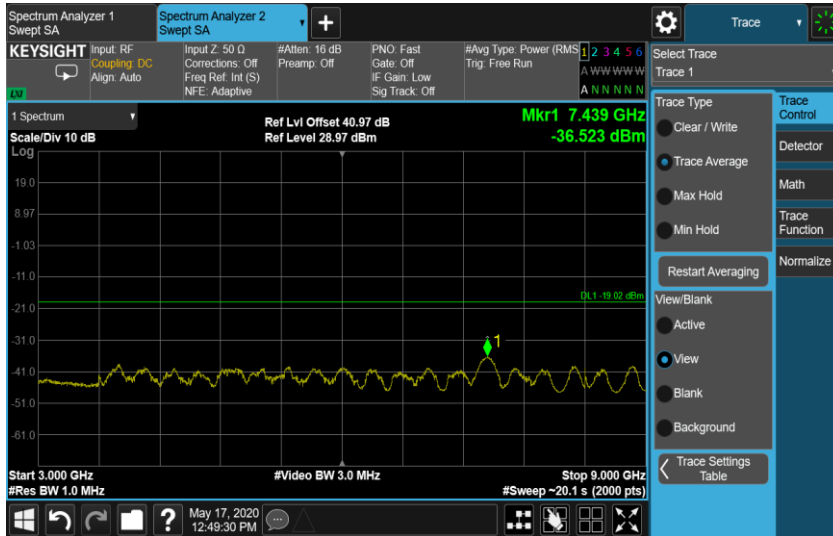 Spectrum Analyzer 1
Swept SA
Spectrum Analyzer 2
Swept SA
Trace
KEYSIGHT
LXI
Input: RF
Coupling: DC
Align: Auto
Input Z: 50 Ω
Corrections: Off
Freq Ref: Int (S)
NFE: Adaptive
#Atten: 16 dB
Preamp: Off
PNO: Fast
Gate: Off
IF Gain: Low
Sig Track: Off
#Avg Type: Power (RMS
Trig: Free Run
1 2 3 4 5 6
A W W W W W
A N N N N N
Select Trace
Trace 1
1 Spectrum
Scale/Div 10 dB
Log
Ref Lvl Offset 40.97 dB
Ref Level 28.97 dBm
Mkr1 7.439 GHz
-36.523 dBm
19.0
8.97
-1.03
-11.0
DL1 -19.02 dBm
-21.0
-31.0
1
-41.0
-51.0
-61.0
Start 3.000 GHz
#Res BW 1.0 MHz
#Video BW 3.0 MHz
Stop 9.000 GHz
#Sweep ~20.1 s (2000 pts)
Trace Type
Clear / Write
Trace Average
Max Hold
Min Hold
Restart Averaging
View/Blank
Active
View
Blank
Background
Trace Settings
Table
Trace
Control
Detector
Math
Trace
Function
Normalize
?
May 17, 2020
12:49:30 PM